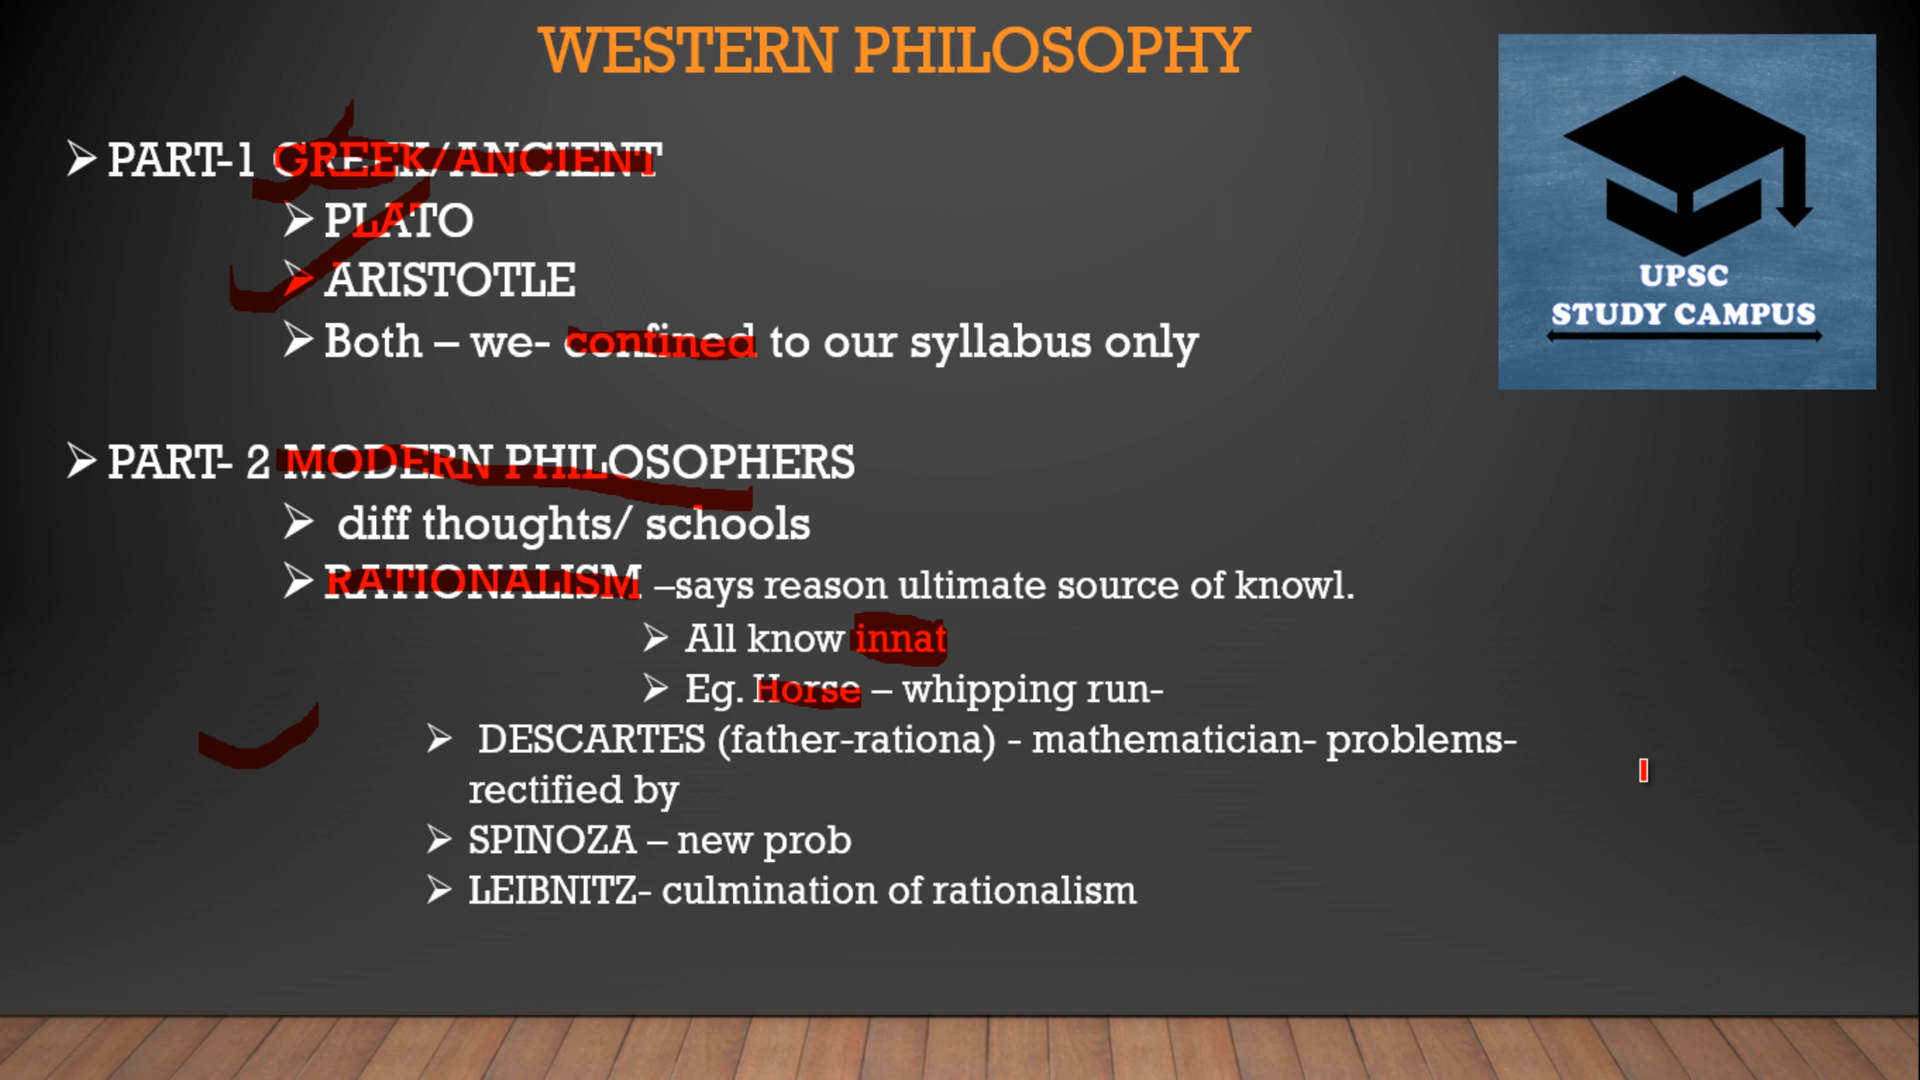 WESTERN PHILOSOPHY
PART-1 GREEK/ANCIENT
PLATO
ARISTOTLE
Both – we- confined to our syllabus only
PART- 2 MODERN PHILOSOPHERS
diff thoughts/ schools
RATIONALISM –says reason ultimate source of knowl.
All know innat
Eg. Horse – whipping run-
DESCARTES (father-rationa) - mathematician- problems-
rectified by
SPINOZA – new prob
LEIBNITZ- culmination of rationalism
UPSC
STUDY CAMPUS